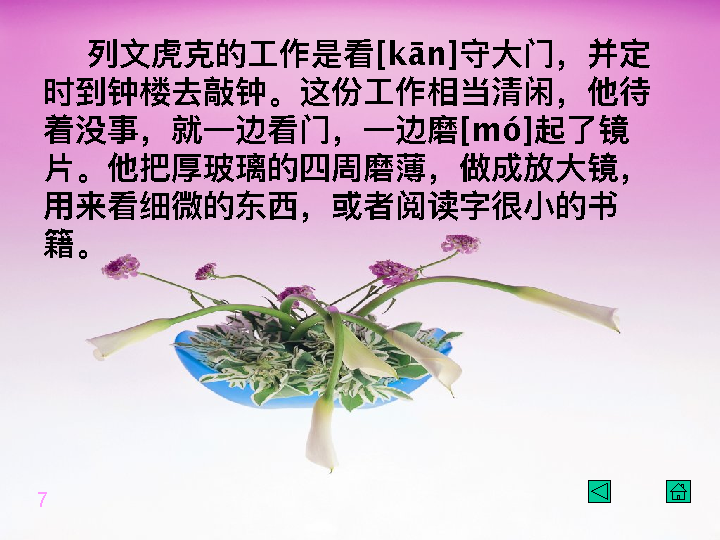 列文虎克的工作是看[kān]守大门，并定
时到钟楼去敲钟。这份工作相当清闲，他待
着没事，就一边看门，一边磨[mó]起了镜
片。他把厚玻璃的四周磨薄，做成放大镜，
用来看细微的东西，或者阅读字很小的书
籍。
7